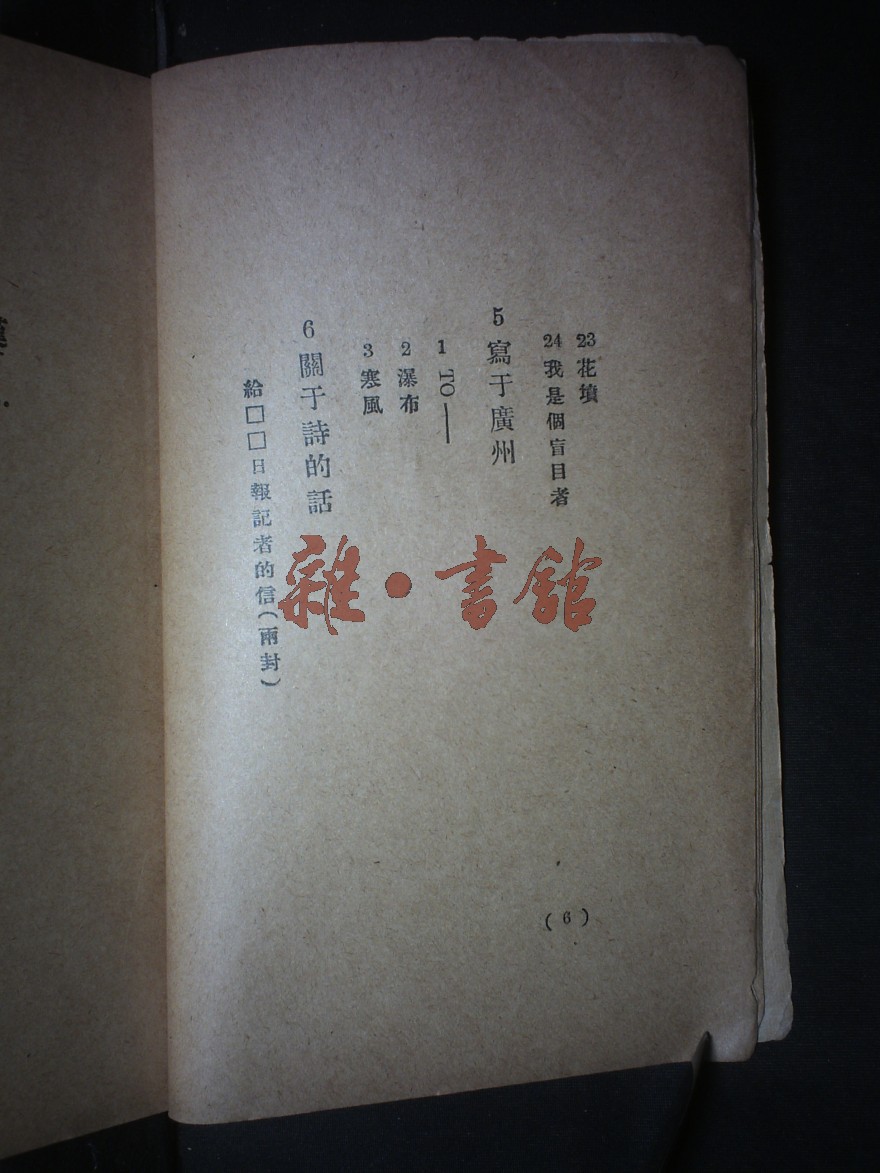 23 花墳
24 我是個盲目者
5 寫于廣州
1 TO——
2 瀑布
3 寒風
6 關于詩的話
給□□日報記者的信(兩封)
(6)
雜·書館